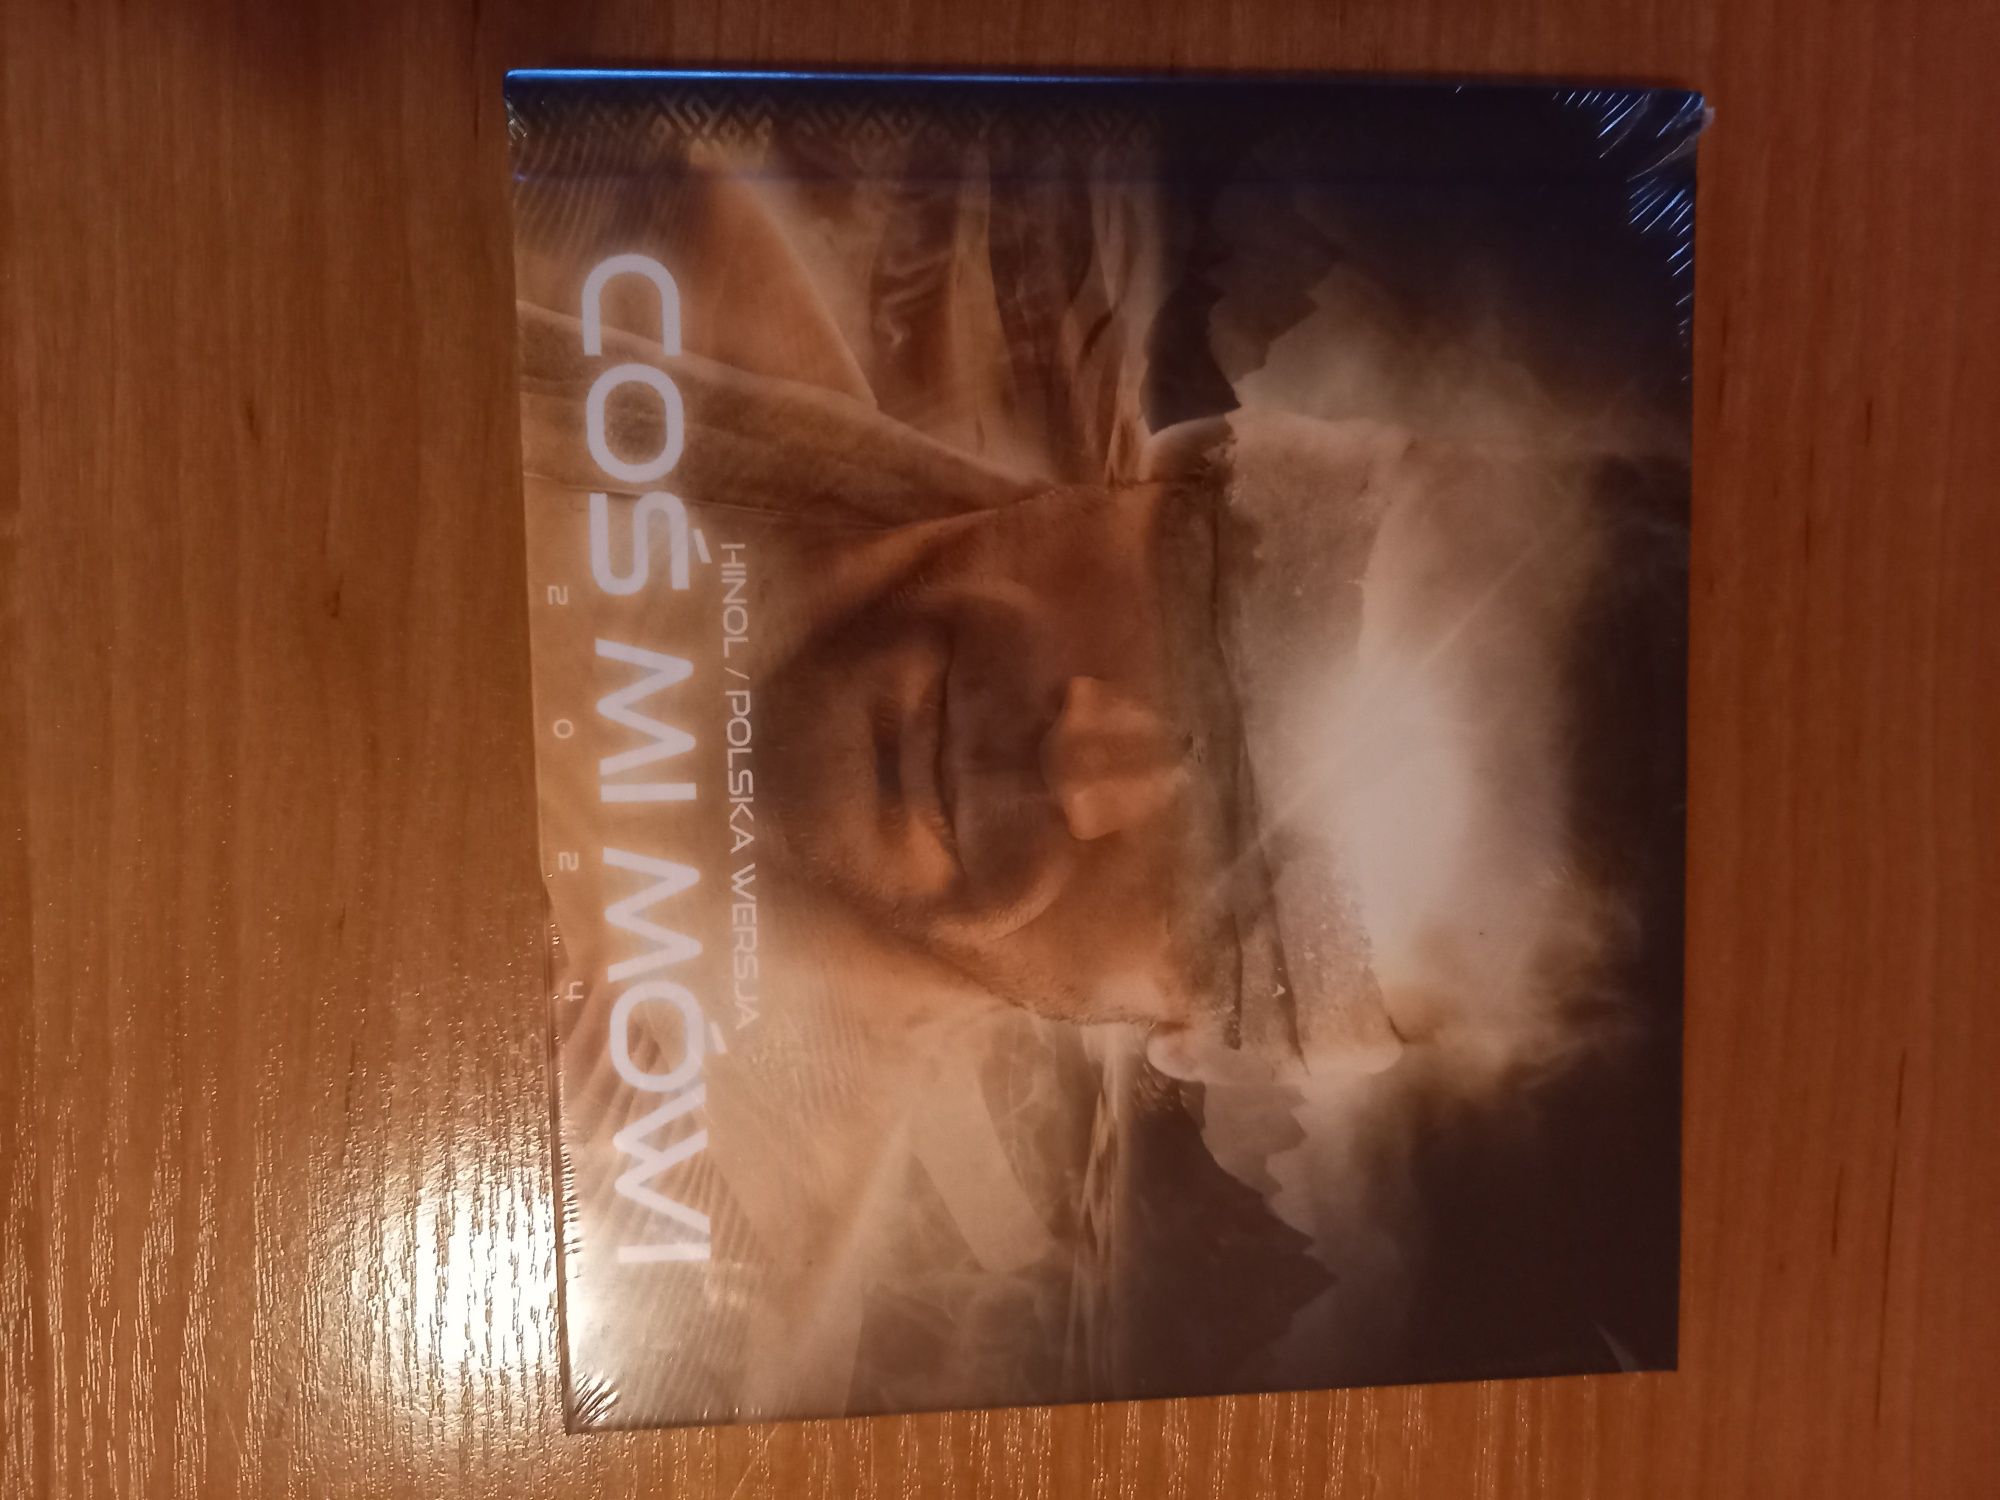 HINOL / POLSKA WERSJA
COŚ MI MÓWI
2024